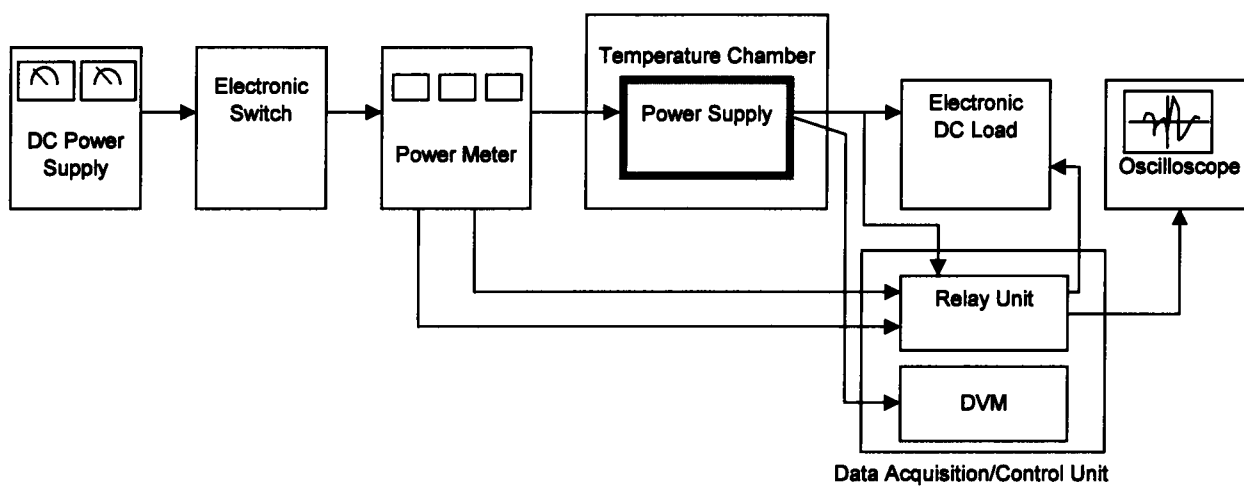 DC Power
Supply
Electronic
Switch
Power Meter
Temperature Chamber
Power Supply
Electronic
DC Load
Oscilloscope
Relay Unit
DVM
Data Acquisition/Control Unit